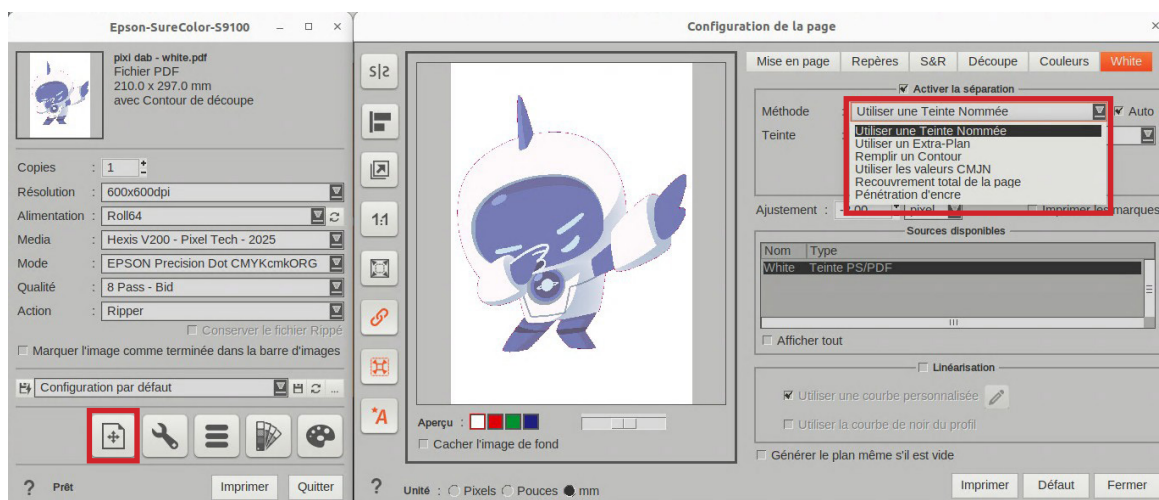 Epson-SureColor-S9100
pixi dab - white.pdf
Fichier PDF
210.0 x 297.0 mm
avec Contour de découpe
Copies : 1
Résolution : 600x600dpi
Alimentation : Roll64
Media : Hexis V200 - Pixel Tech - 2025
Mode : EPSON Precision Dot CMYKcmkORG
Qualité : 8 Pass - Bid
Action : Ripper
Conserver le fichier Rippé
Marquer l'image comme terminée dans la barre d'images
Configuration par défaut
...
? Prêt Imprimer Quitter
Configuration de la page
1:1
*A
Aperçu :
Cacher l'image de fond
? Unité : Pixels Pouces mm
Mise en page Repères S&R Découpe Couleurs White
Activer la séparation
Méthode : Utiliser une Teinte Nommée Auto
Teinte :
Utiliser une Teinte Nommée
Utiliser un Extra-Plan
Remplir un Contour
Utiliser les valeurs CMJN
Recouvrement total de la page
Pénétration d'encre
Ajustement : pixel Imprimer les marques
Sources disponibles
Nom Type
White Teinte PS/PDF
Afficher tout
Linéarisation
Utiliser une courbe personnalisée
Utiliser la courbe de noir du profil
Générer le plan même s'il est vide
Imprimer Défaut Fermer